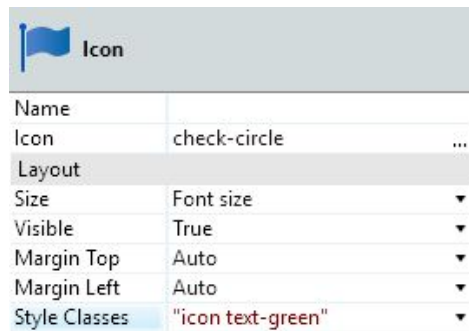 Icon
Name
Icon check-circle ...
Layout
Size Font size
Visible True
Margin Top Auto
Margin Left Auto
Style Classes "icon text-green"